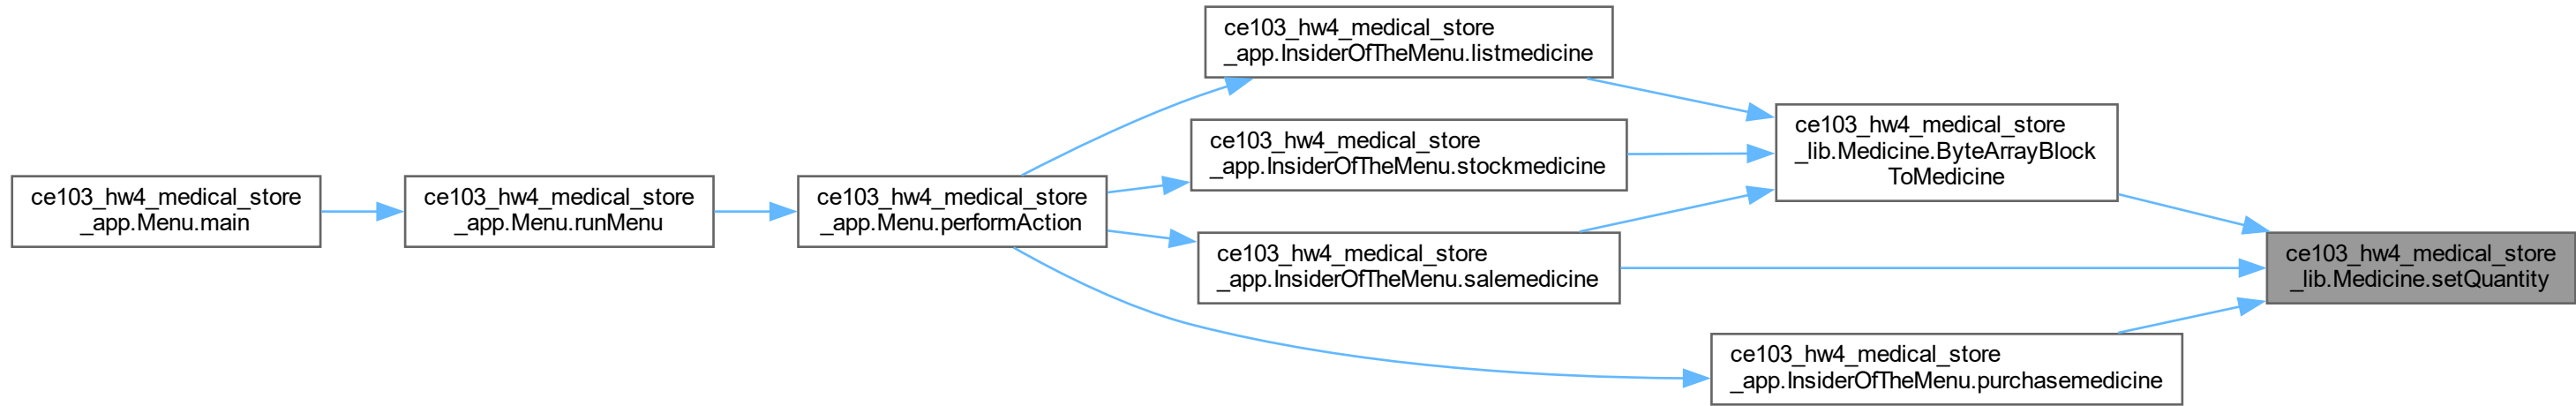 ce103_hw4_medical_store
_app.Menu.main
ce103_hw4_medical_store
_app.Menu.runMenu
ce103_hw4_medical_store
_app.Menu.performAction
ce103_hw4_medical_store
_app.InsiderOfTheMenu.listmedicine
ce103_hw4_medical_store
_app.InsiderOfTheMenu.stockmedicine
ce103_hw4_medical_store
_app.InsiderOfTheMenu.salemedicine
ce103_hw4_medical_store
_app.InsiderOfTheMenu.purchasemedicine
ce103_hw4_medical_store
_lib.Medicine.ByteArrayBlock
ToMedicine
ce103_hw4_medical_store
_lib.Medicine.setQuantity